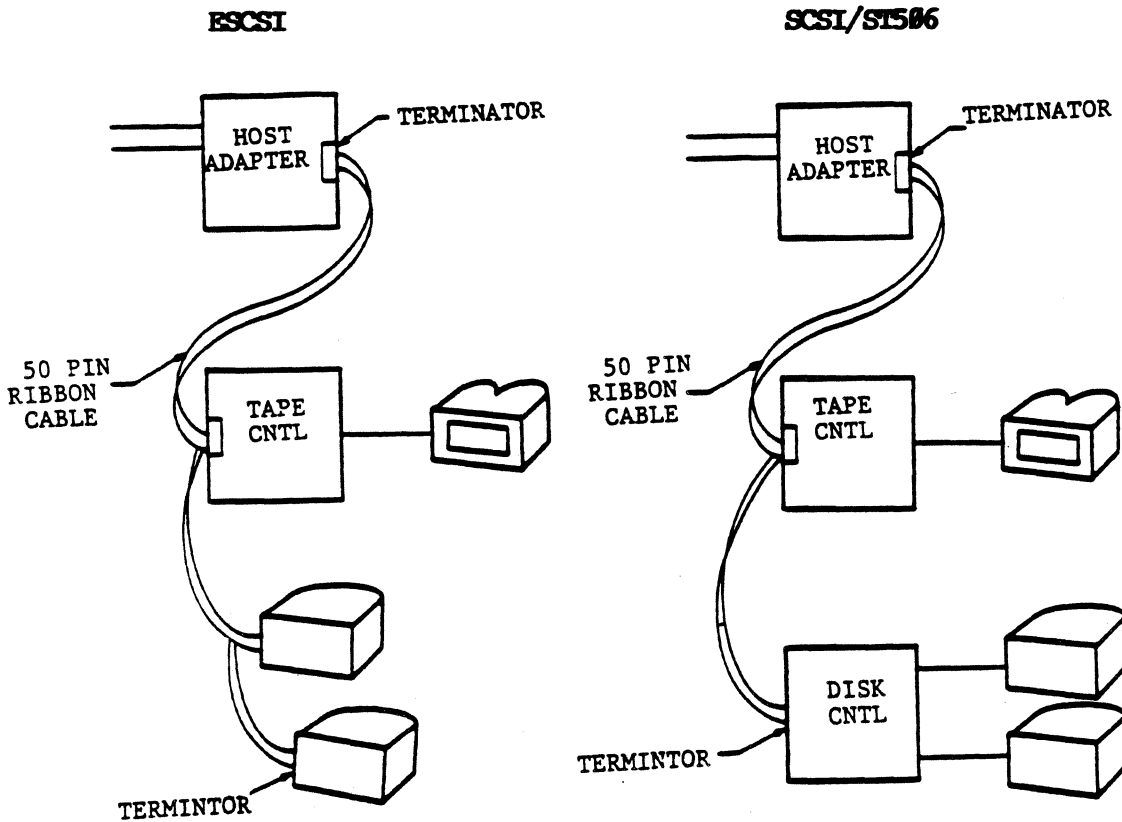 ESCSI
TERMINATOR
HOST
ADAPTER
50 PIN
RIBBON
CABLE
TAPE
CNTL
TERMINTOR
SCSI/ST506
TERMINATOR
HOST
ADAPTER
50 PIN
RIBBON
CABLE
TAPE
CNTL
DISK
CNTL
TERMINTOR